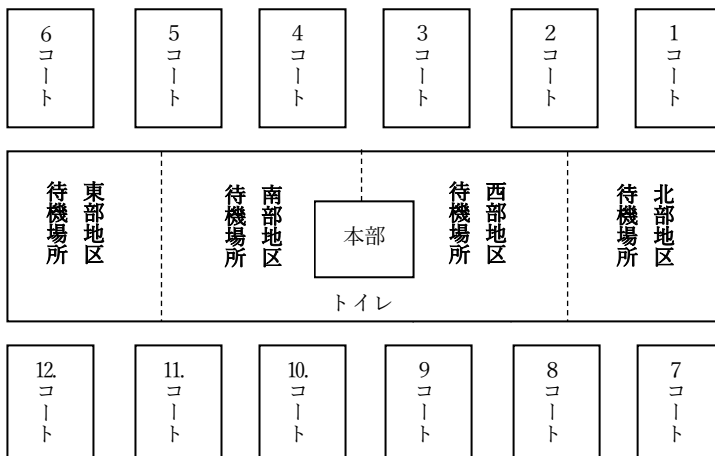 6コート
5コート
4コート
3コート
2コート
1コート
東部地区
待機場所
南部地区
待機場所
本部
西部地区
待機場所
北部地区
待機場所
トイレ
12.コート
11.コート
10.コート
9コート
8コート
7コート